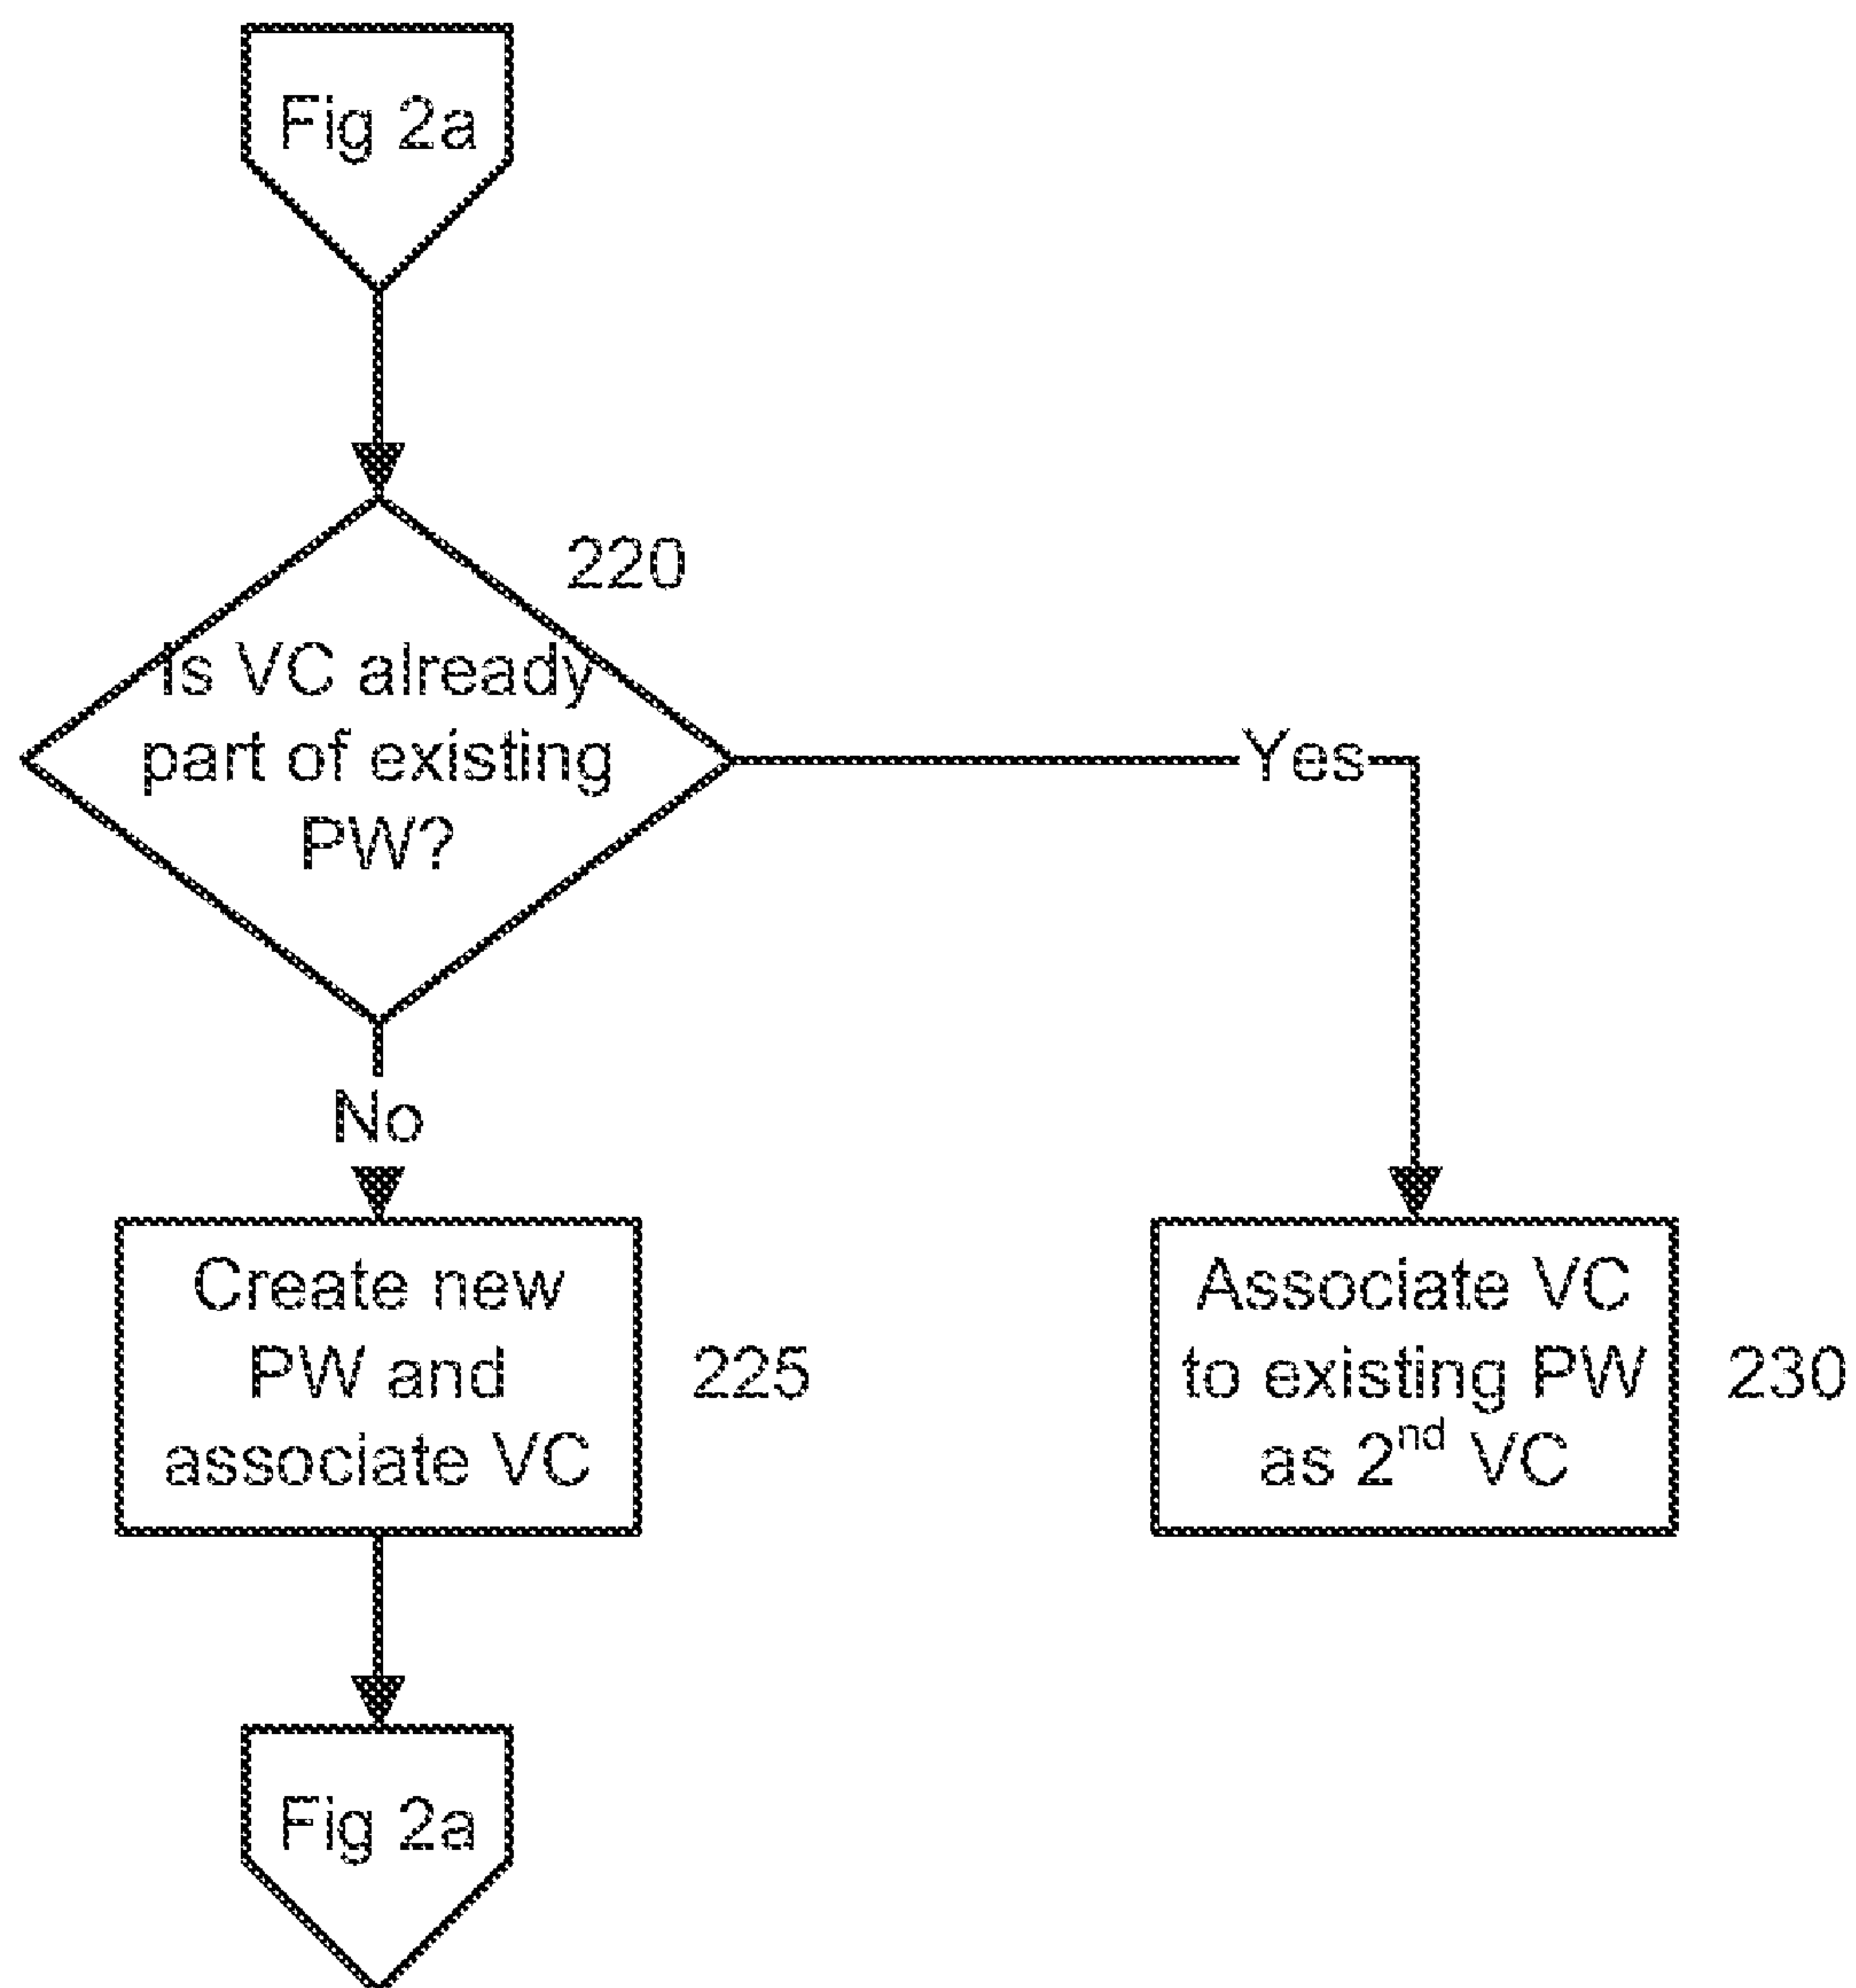 Fig 2a
220
Is VC already
part of existing
PW?
Yes
No
Create new
PW and
associate VC
225
Associate VC
to existing PW
as 2nd VC
230
Fig 2a